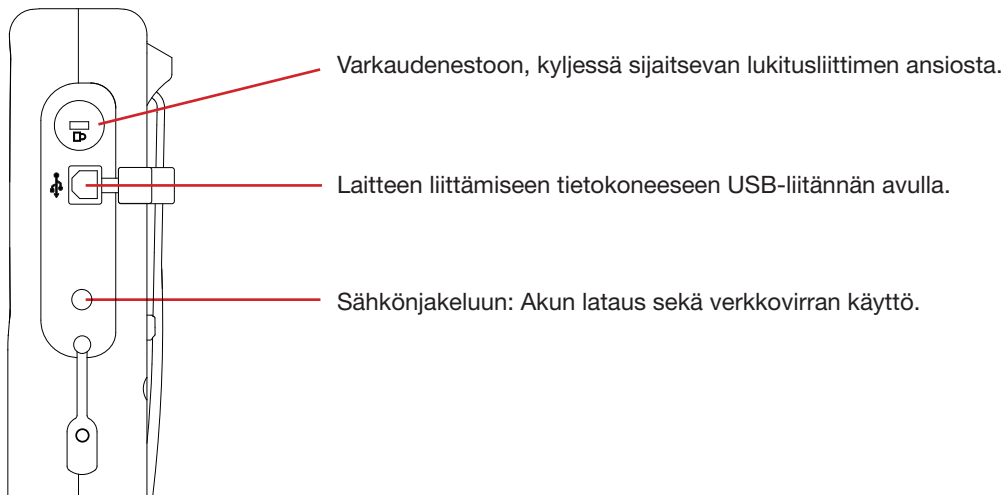 Varkaudenestoon, kyljessä sijaitsevan lukitusliittimen ansiosta.
Laitteen liittämiseen tietokoneeseen USB-liitännän avulla.
Sähkönjakeluun: Akun lataus sekä verkkovirran käyttö.